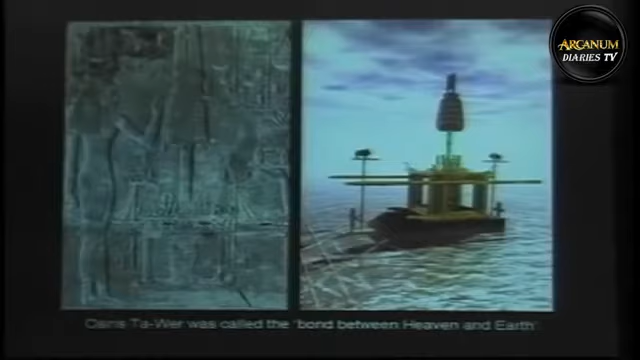 ARCANUM
DIARIES TV
Osiris Ta-Wer was called the 'bond between Heaven and Earth'